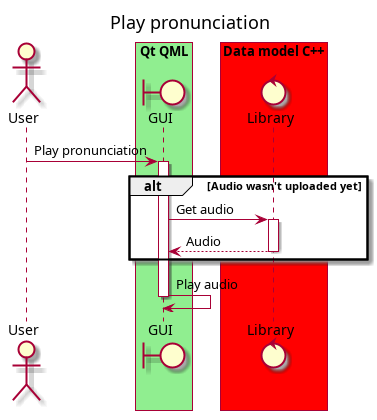 Play pronunciation
Qt QML
Data model C++
User
GUI
Library
Play pronunciation
alt
[Audio wasn't uploaded yet]
Get audio
Audio
Play audio
User
GUI
Library